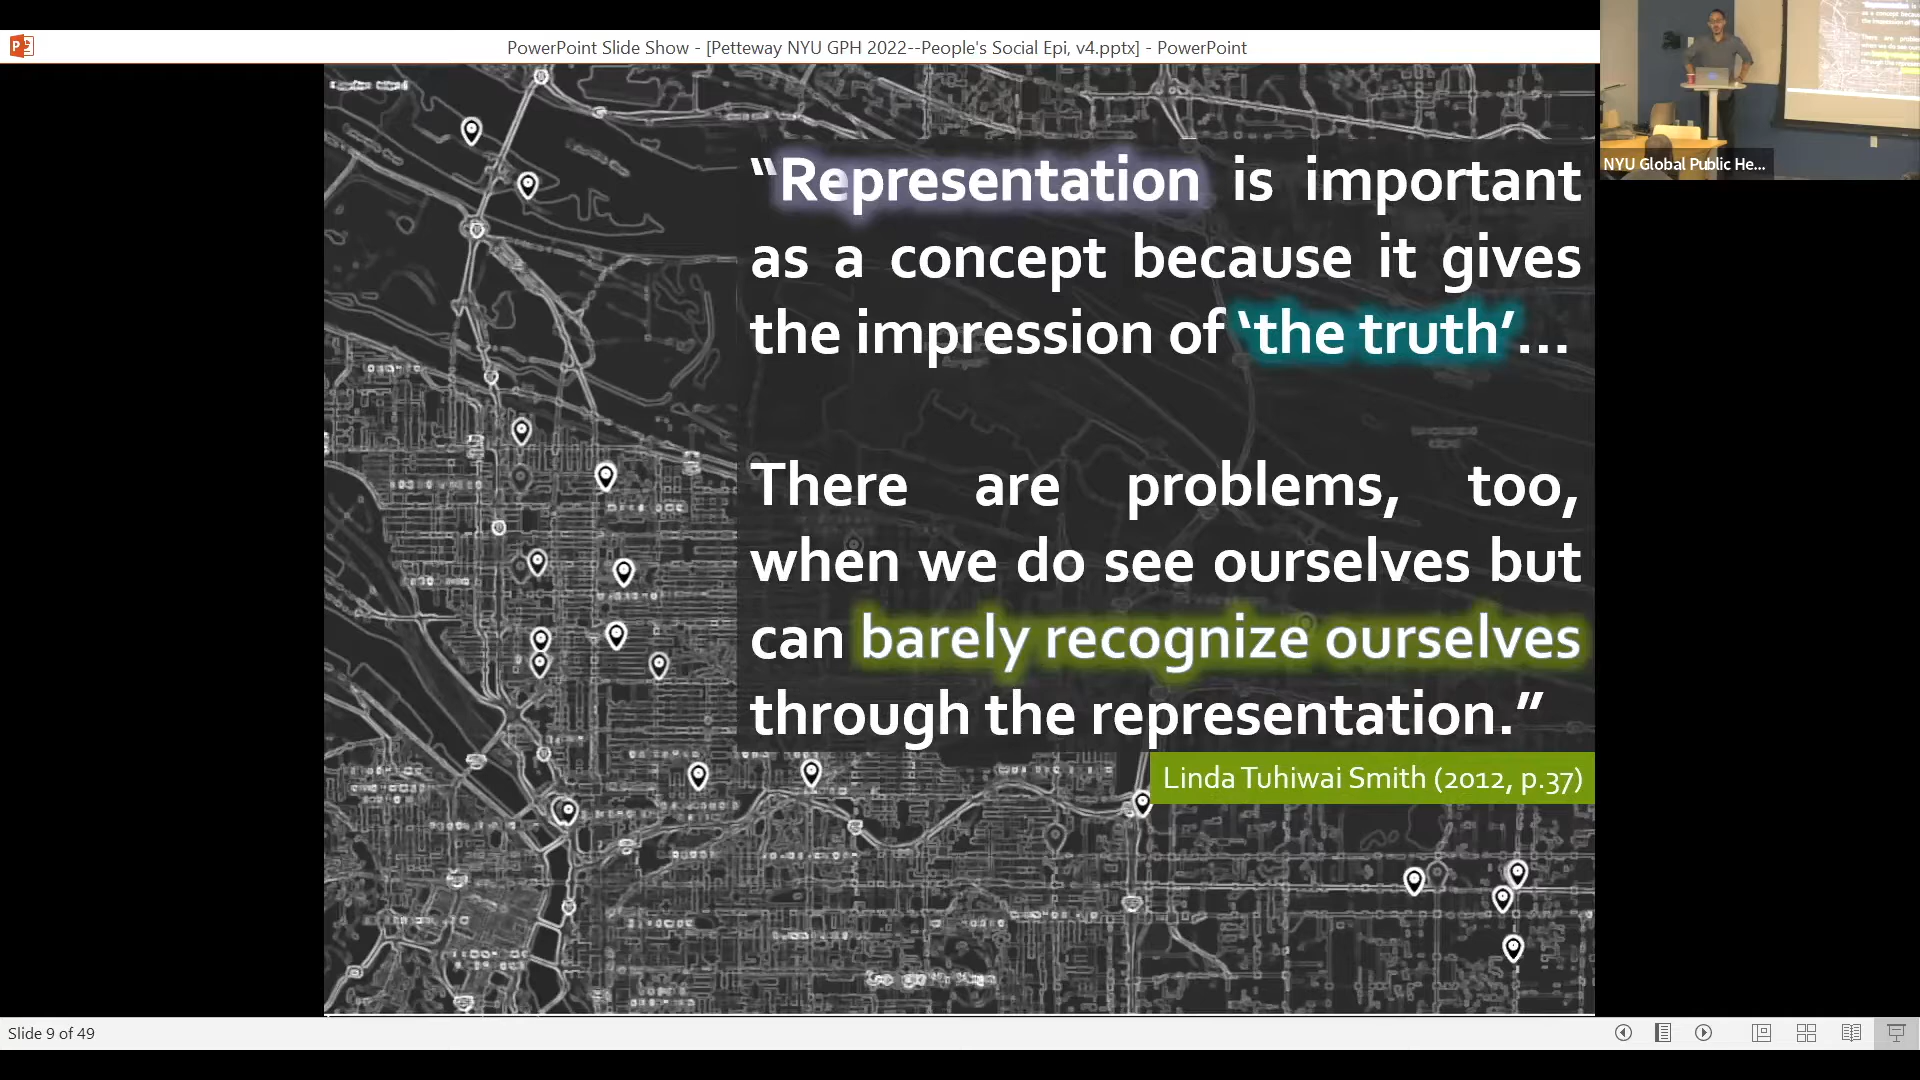 PowerPoint Slide Show - [Petteway NYU GPH 2022--People's Social Epi, v4.pptx] - PowerPoint
NYU Global Public He...
“Representation is important
as a concept because it gives
the impression of ‘the truth’...
There are problems, too,
when we do see ourselves but
can barely recognize ourselves
through the representation.”
Linda Tuhiwai Smith (2012, p.37)
Slide 9 of 49